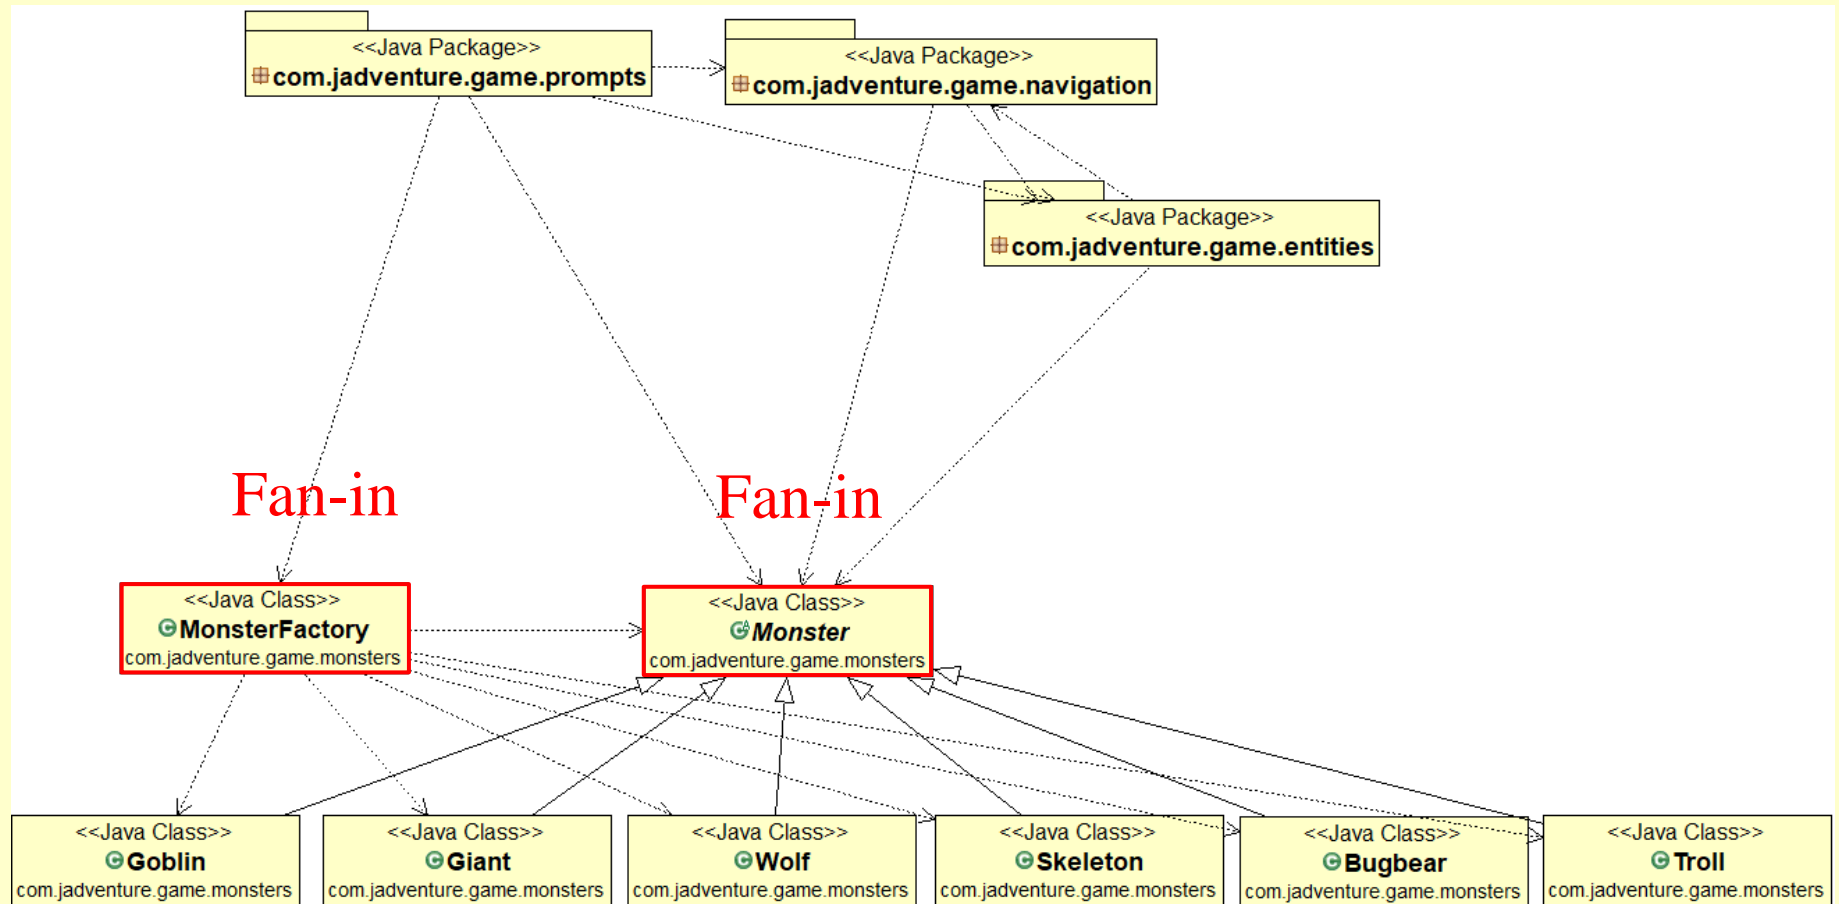 <<Java Package>>
com.jadventure.game.prompts
<<Java Package>>
com.jadventure.game.navigation
<<Java Package>>
com.jadventure.game.entities
Fan-in
Fan-in
<<Java Class>>
MonsterFactory
com.jadventure.game.monsters
<<Java Class>>
Monster
com.jadventure.game.monsters
<<Java Class>>
Goblin
com.jadventure.game.monsters
<<Java Class>>
Giant
com.jadventure.game.monsters
<<Java Class>>
Wolf
com.jadventure.game.monsters
<<Java Class>>
Skeleton
com.jadventure.game.monsters
<<Java Class>>
Bugbear
com.jadventure.game.monsters
<<Java Class>>
Troll
com.jadventure.game.monsters